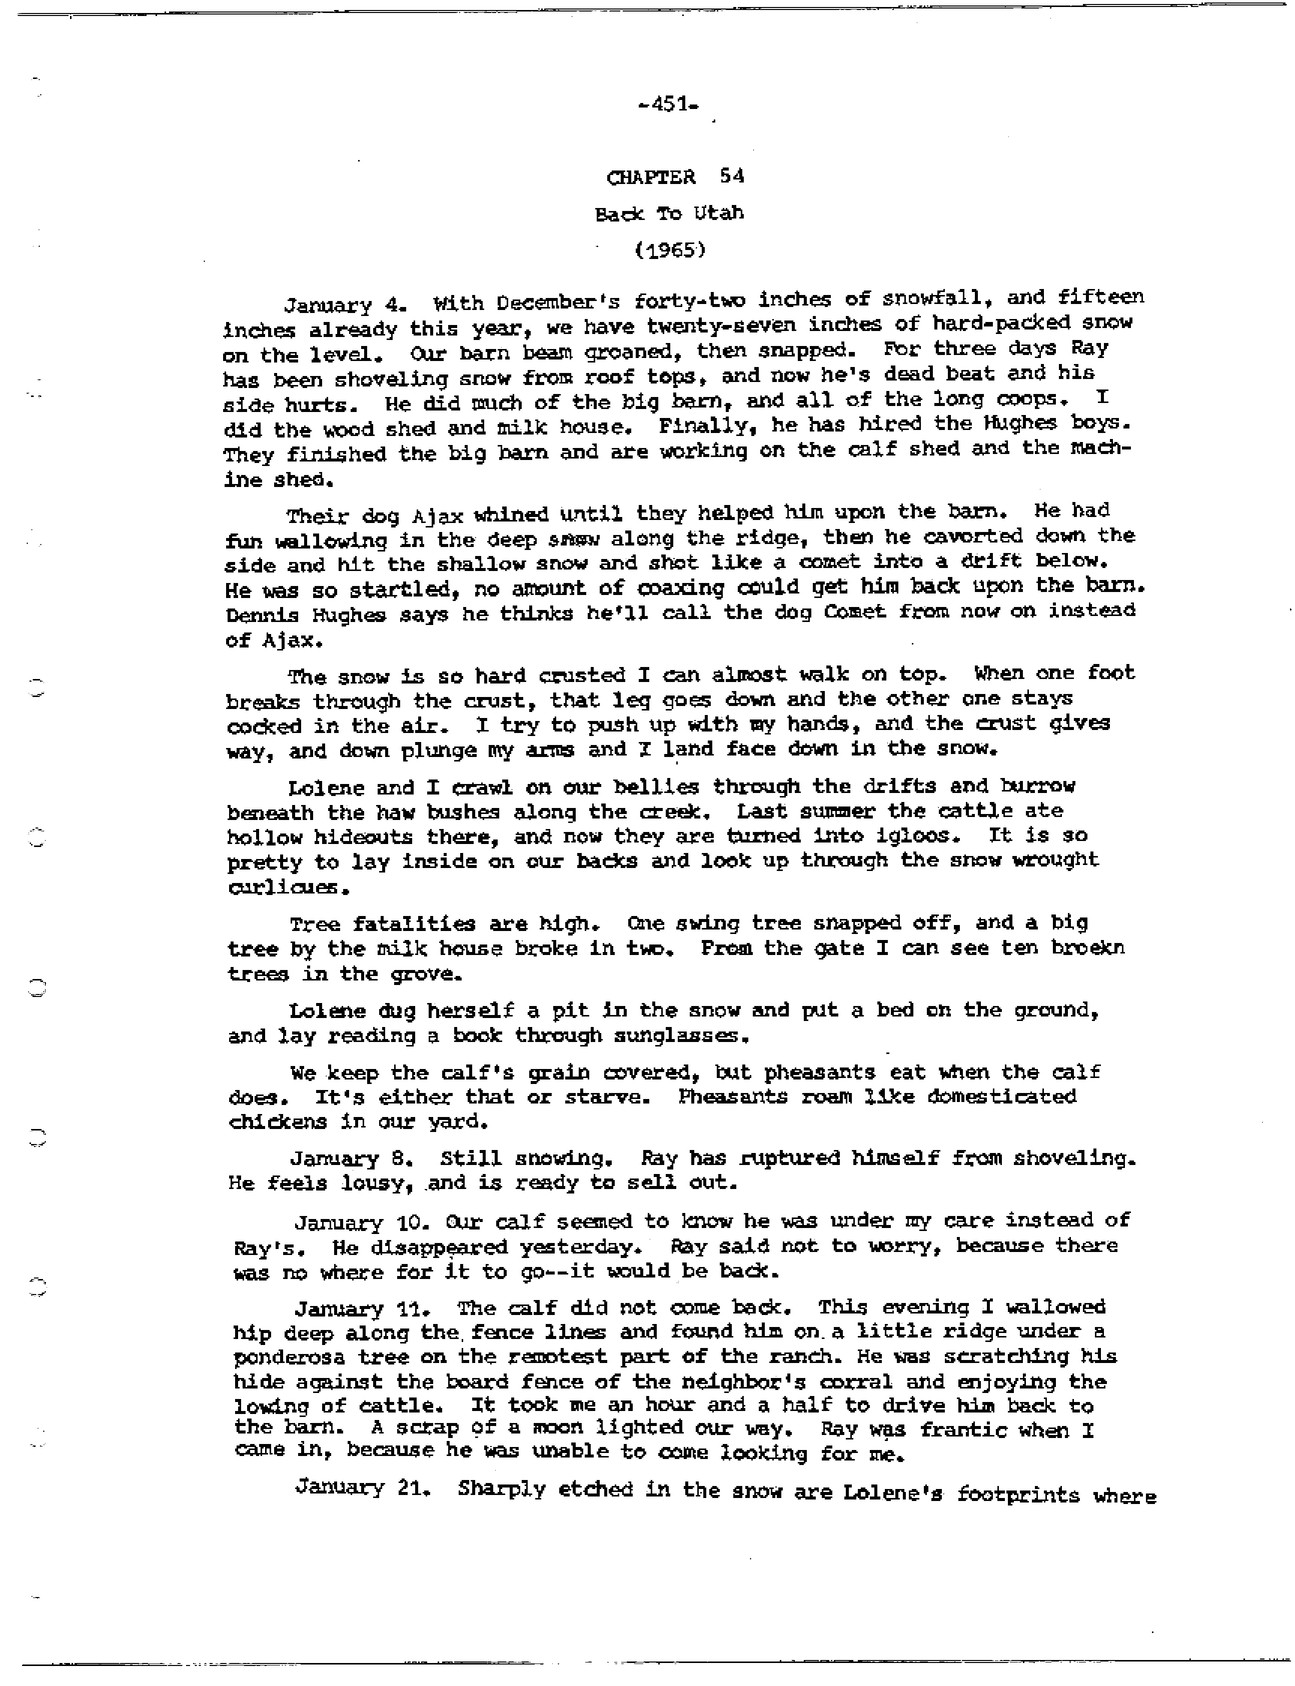 -451-
CHAPTER 54
Back To Utah
(1965)
January 4. With December's forty-two inches of snowfall, and fifteen
inches already this year, we have twenty-seven inches of hard-packed snow
on the level. Our barn beam groaned, then snapped. For three days Ray
has been shoveling snow from roof tops, and now he's dead beat and his
side hurts. He did much of the big barn, and all of the long coops. I
did the wood shed and milk house. Finally, he has hired the Hughes boys.
They finished the big barn and are working on the calf shed and the mach-
ine shed.
Their dog Ajax whined until they helped him upon the barn. He had
fun wallowing in the deep snow along the ridge, then he cavorted down the
side and hit the shallow snow and shot like a comet into a drift below.
He was so startled, no amount of coaxing could get him back upon the barn.
Dennis Hughes says he thinks he'll call the dog Comet from now on instead
of Ajax.
The snow is so hard crusted I can almost walk on top. When one foot
breaks through the crust, that leg goes down and the other one stays
cocked in the air. I try to push up with my hands, and the crust gives
way, and down plunge my arms and I land face down in the snow.
Lolene and I crawl on our bellies through the drifts and burrow
beneath the haw bushes along the creek. Last summer the cattle ate
hollow hideouts there, and now they are turned into igloos. It is so
pretty to lay inside on our backs and look up through the snow wrought
curlicues.
Tree fatalities are high. One swing tree snapped off, and a big
tree by the milk house broke in two. From the gate I can see ten broekn
trees in the grove.
Lolene dug herself a pit in the snow and put a bed on the ground,
and lay reading a book through sunglasses.
We keep the calf's grain covered, but pheasants eat when the calf
does. It's either that or starve. Pheasants roam like domesticated
chickens in our yard.
January 8. Still snowing. Ray has ruptured himself from shoveling.
He feels lousy, and is ready to sell out.
January 10. Our calf seemed to know he was under my care instead of
Ray's. He disappeared yesterday. Ray said not to worry, because there
was no where for it to go--it would be back.
January 11. The calf did not come back. This evening I wallowed
hip deep along the fence lines and found him on a little ridge under a
ponderosa tree on the remotest part of the ranch. He was scratching his
hide against the board fence of the neighbor's corral and enjoying the
lowing of cattle. It took me an hour and a half to drive him back to
the barn. A scrap of a moon lighted our way. Ray was frantic when I
came in, because he was unable to come looking for me.
January 21. Sharply etched in the snow are Lolene's footprints where